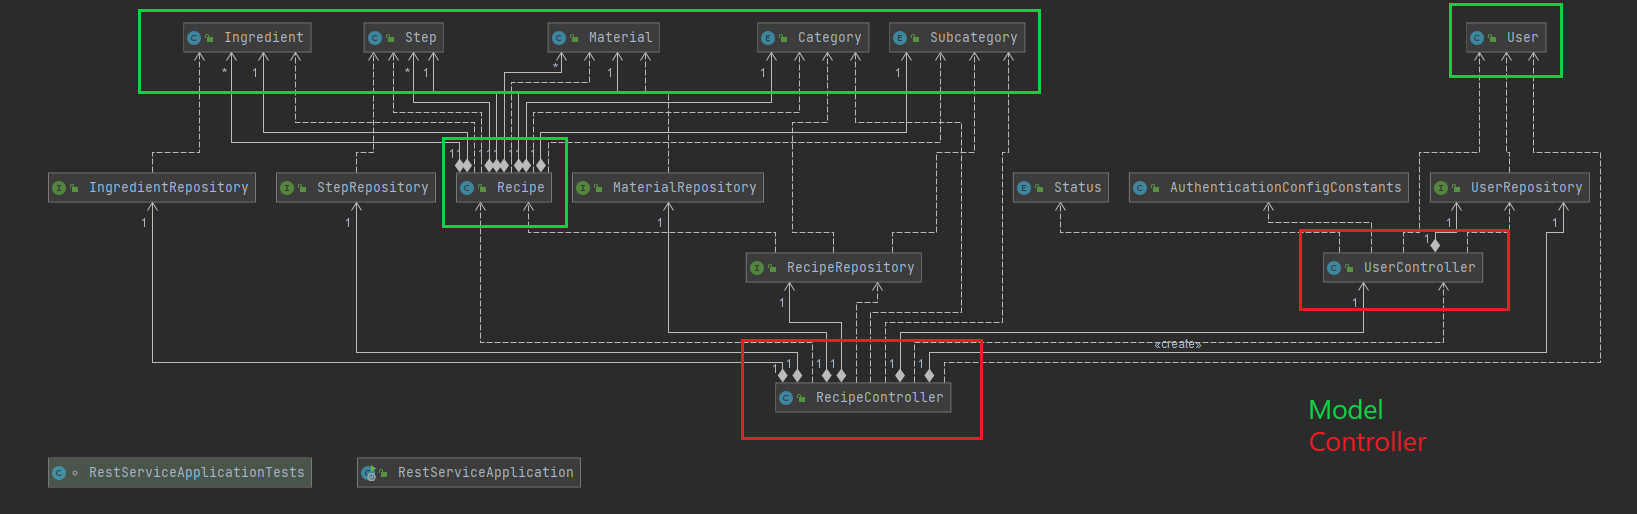 Ingredient
Step
Material
Category
Subcategory
User
* 1 * 1 * 1 1 1
1
IngredientRepository
StepRepository
Recipe
MaterialRepository
Status
AuthenticationConfigConstants
UserRepository
1 1 1 1 1 1
RecipeRepository
UserController
1 1
«create»
1 1 1 1 1 1
RecipeController
Model
Controller
RestServiceApplicationTests
RestServiceApplication